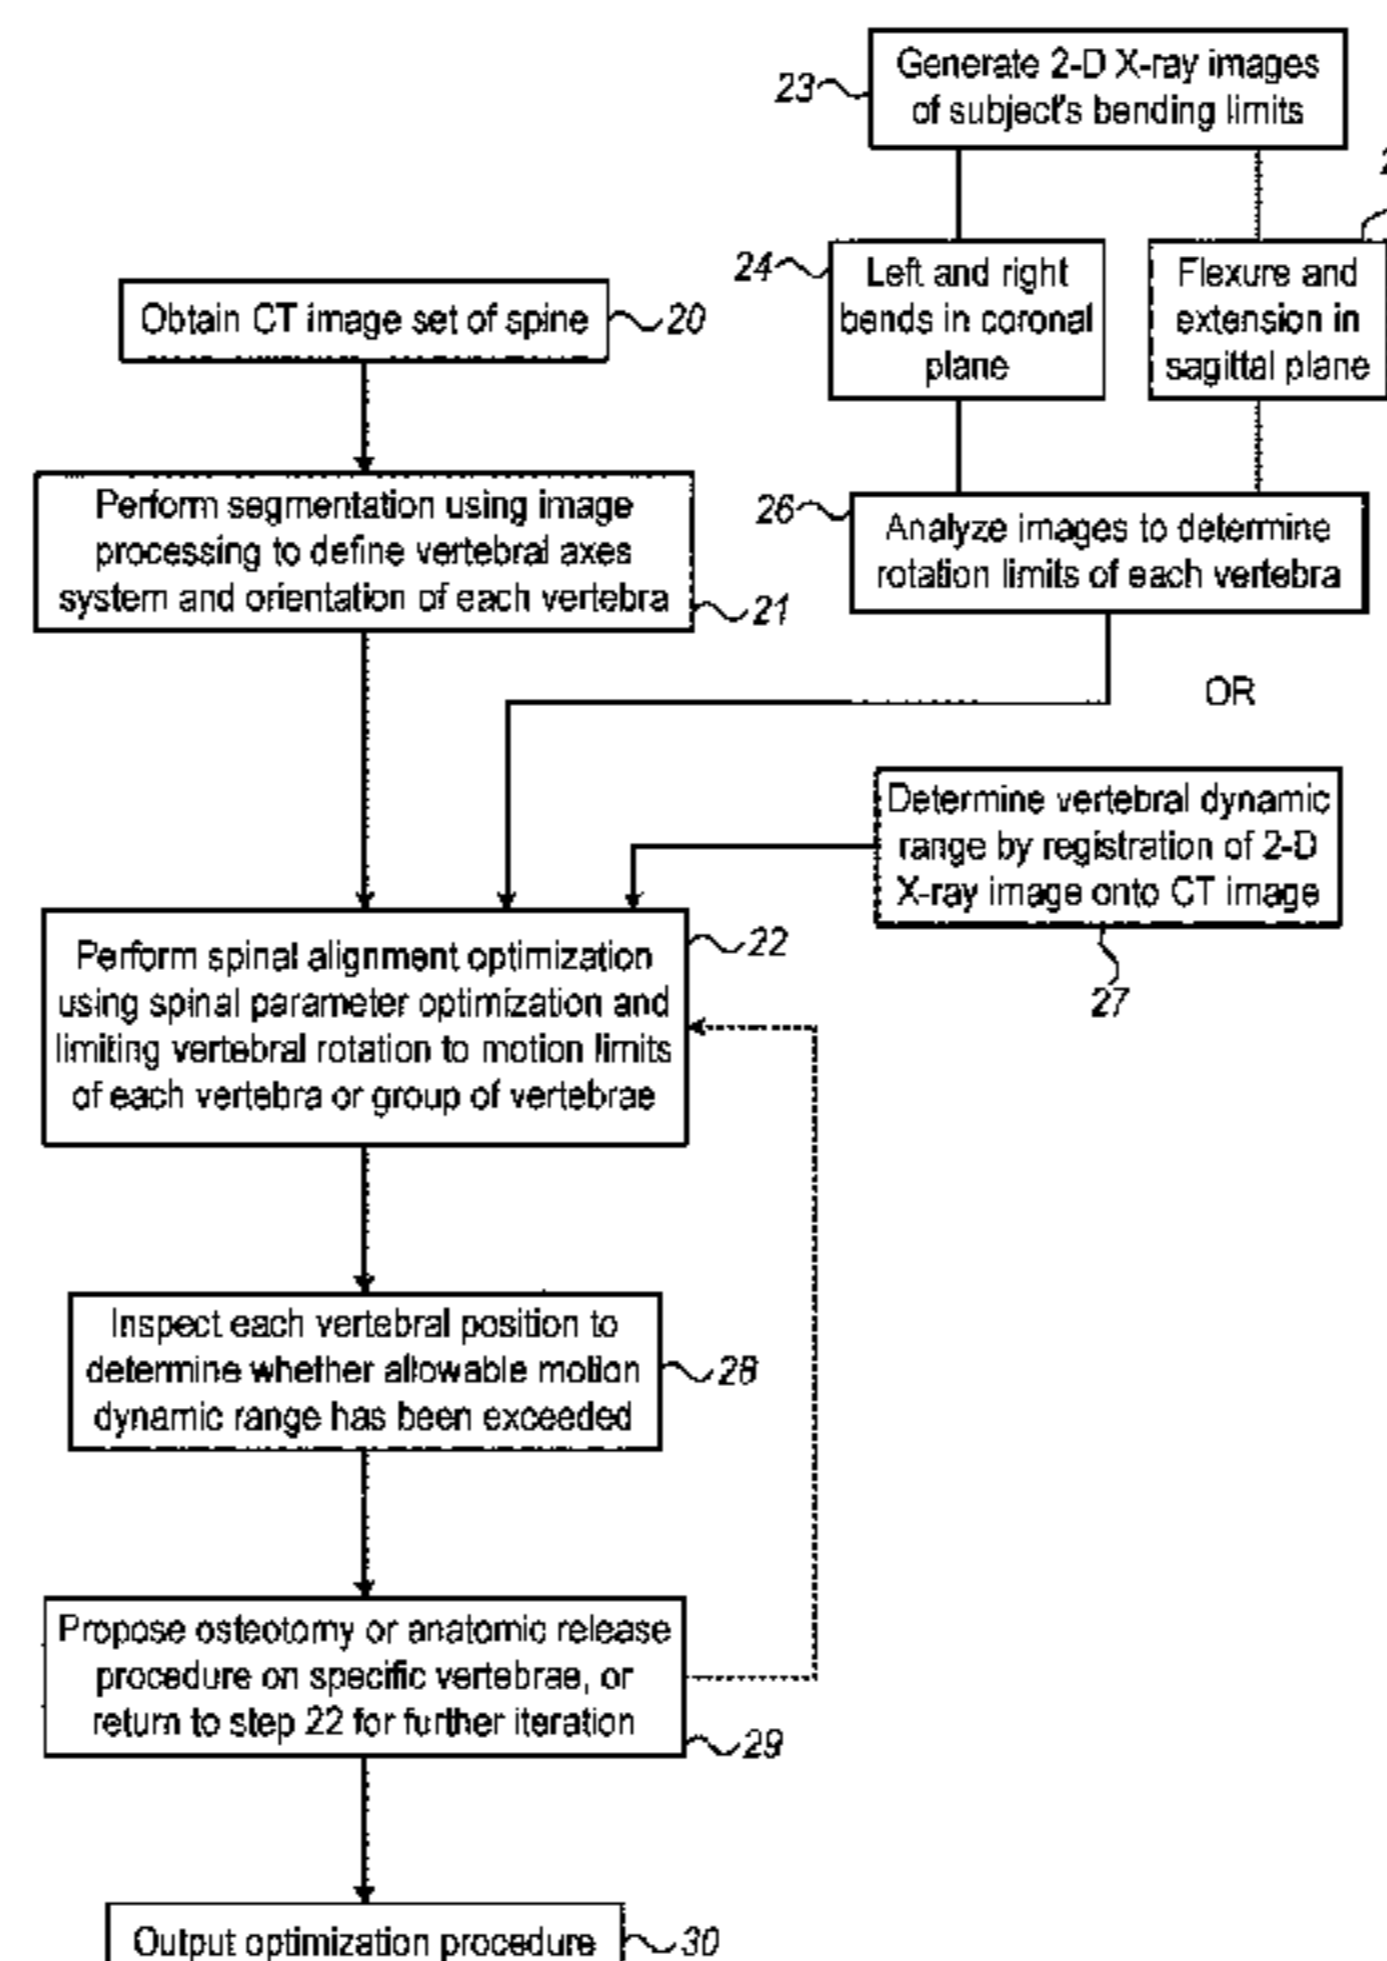 23
Generate 2-D X-ray images
of subject's bending limits
24
Left and right
bends in coronal
plane
Flexure and
extension in
sagittal plane
Obtain CT image set of spine
20
Perform segmentation using image
processing to define vertebral axes
system and orientation of each vertebra
21
26
Analyze images to determine
rotation limits of each vertebra
OR
Determine vertebral dynamic
range by registration of 2-D
X-ray image onto CT image
27
Perform spinal alignment optimization
using spinal parameter optimization and
limiting vertebral rotation to motion limits
of each vertebra or group of vertebrae
22
Inspect each vertebral position to
determine whether allowable motion
dynamic range has been exceeded
28
Propose osteotomy or anatomic release
procedure on specific vertebrae, or
return to step 22 for further iteration
29
Output optimization procedure
30